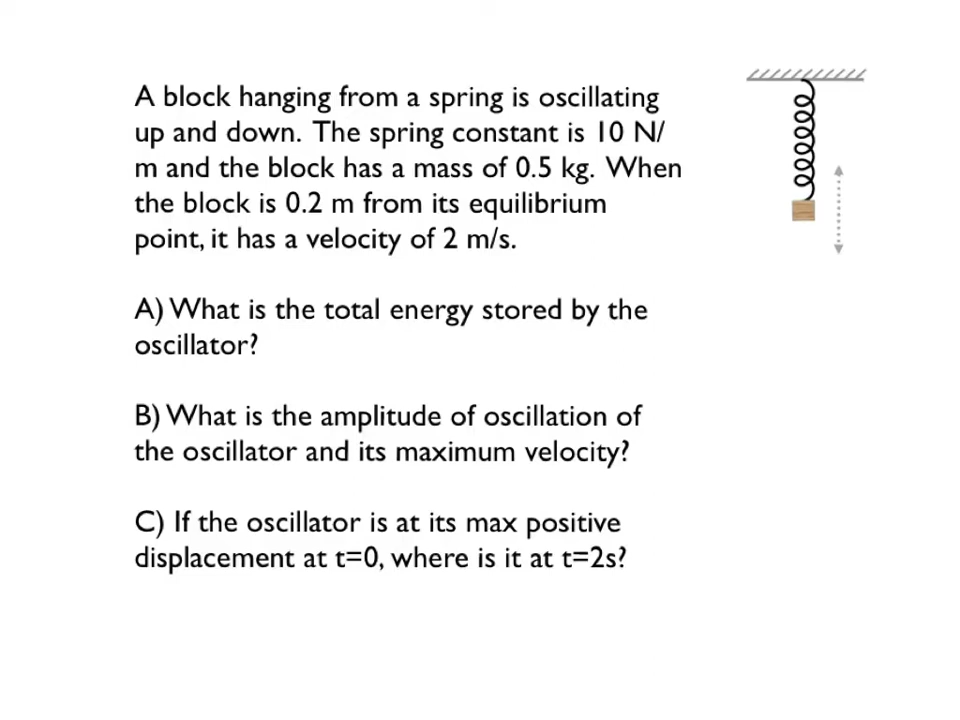 A block hanging from a spring is oscillating
up and down. The spring constant is 10 N/
m and the block has a mass of 0.5 kg. When
the block is 0.2 m from its equilibrium
point, it has a velocity of 2 m/s.
A) What is the total energy stored by the
oscillator?
B) What is the amplitude of oscillation of
the oscillator and its maximum velocity?
C) If the oscillator is at its max positive
displacement at t=0, where is it at t=2s?